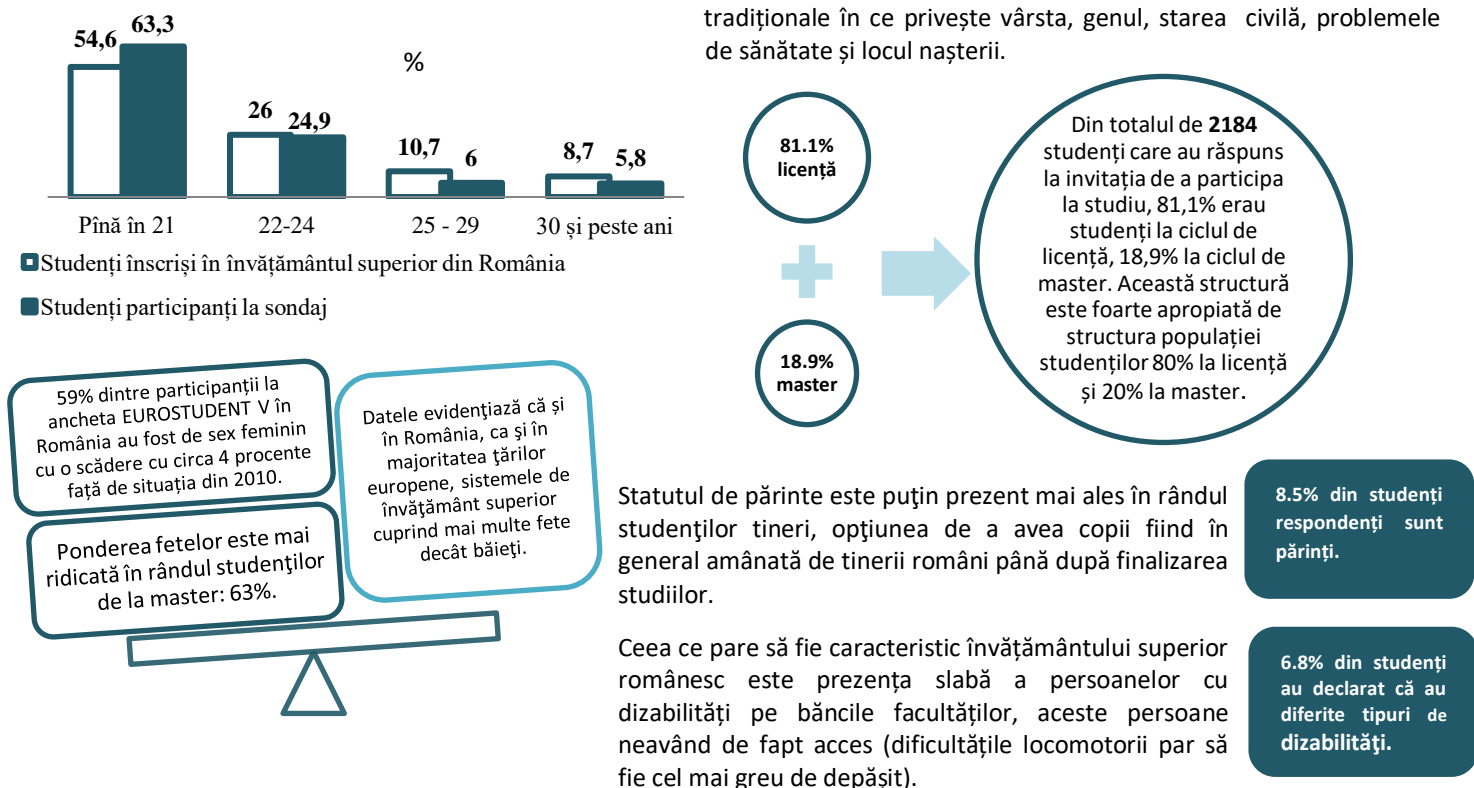 54,6
63,3
26
24,9
10,7
6
8,7
5,8
%
Pînă în 21
22-24
25 - 29
30 și peste ani
Studenți înscriși în învățământul superior din România
Studenți participanți la sondaj
59% dintre participanții la
ancheta EUROSTUDENT V în
România au fost de sex feminin
cu o scădere cu circa 4 procente
față de situația din 2010.
Ponderea fetelor este mai
ridicată în rândul studenţilor
de la master: 63%.
Datele evidenţiază că și
în România, ca şi în
majoritatea ţărilor
europene, sistemele de
învăţământ superior
cuprind mai multe fete
decât băieţi.
tradiționale în ce privește vârsta, genul, starea civilă, problemele
de sănătate și locul nașterii.
81.1%
licență
18.9%
master
Din totalul de 2184
studenți care au răspuns
la invitația de a participa
la studiu, 81,1% erau
studenți la ciclul de
licență, 18,9% la ciclul de
master. Această structură
este foarte apropiată de
structura populației
studenților 80% la licență
și 20% la master.
Statutul de părinte este puţin prezent mai ales în rândul
studenţilor tineri, opţiunea de a avea copii fiind în
general amânată de tinerii români până după finalizarea
studiilor.
8.5% din studenți
respondenți sunt
părinți.
Ceea ce pare să fie caracteristic învățământului superior
românesc este prezența slabă a persoanelor cu
dizabilități pe băncile facultăților, aceste persoane
neavând de fapt acces (dificultățile locomotorii par să
fie cel mai greu de depășit).
6.8% din studenți
au declarat că au
diferite tipuri de
dizabilităţi.